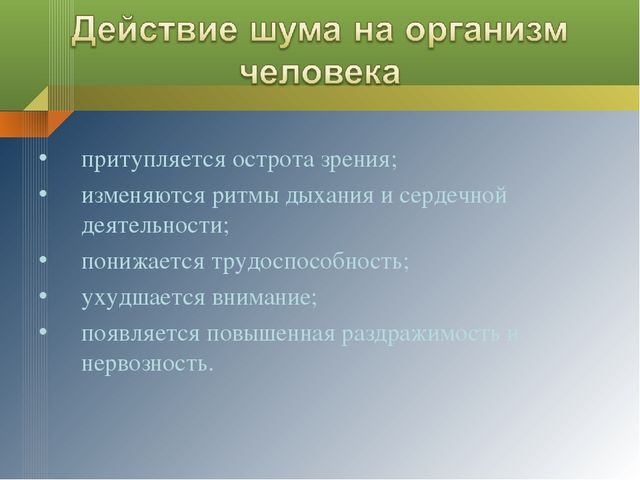 Действие шума на организм
человека
• притупляется острота зрения;
• изменяются ритмы дыхания и сердечной
деятельности;
• понижается трудоспособность;
• ухудшается внимание;
• появляется повышенная раздражимость и
нервозность.